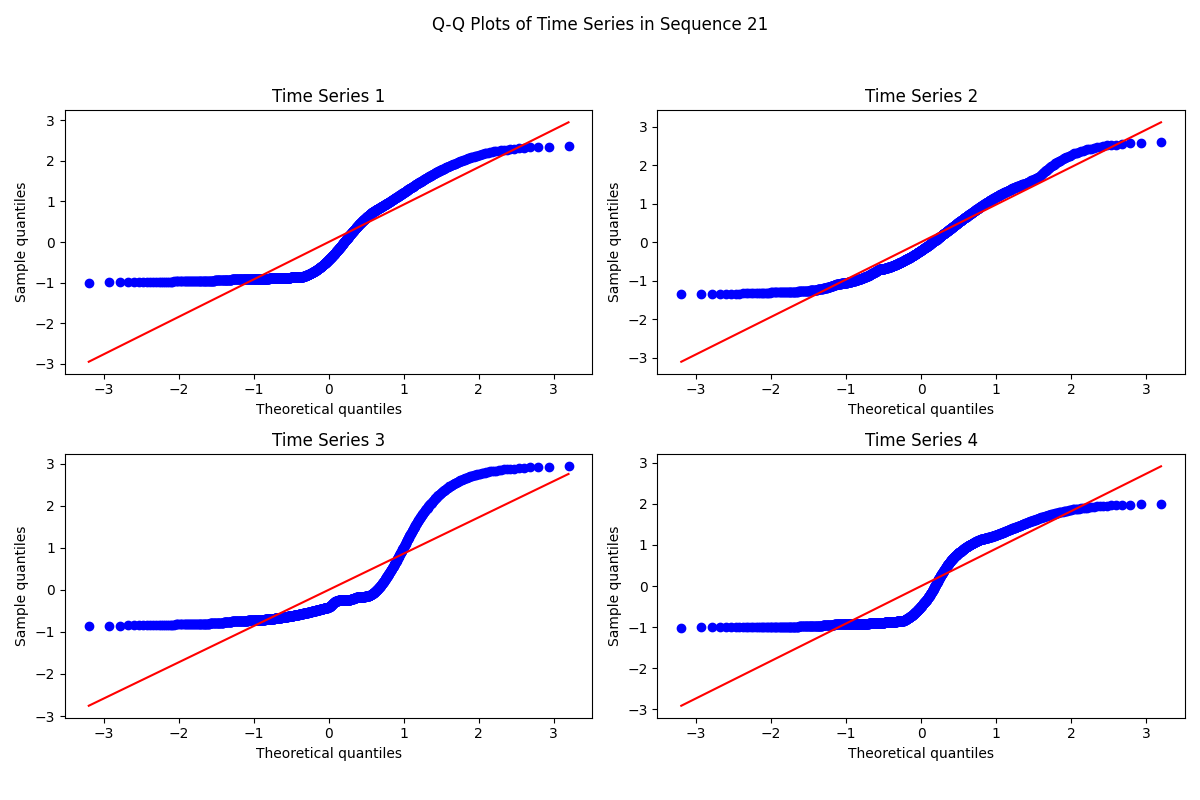 Q-Q Plots of Time Series in Sequence 21
Time Series 1
3
2
1
0
−1
−2
−3
Sample quantiles
−3 −2 −1 0 1 2 3
Theoretical quantiles
Time Series 2
3
2
1
0
−1
−2
−3
Sample quantiles
−3 −2 −1 0 1 2 3
Theoretical quantiles
Time Series 3
3
2
1
0
−1
−2
−3
Sample quantiles
−3 −2 −1 0 1 2 3
Theoretical quantiles
Time Series 4
3
2
1
0
−1
−2
−3
Sample quantiles
−3 −2 −1 0 1 2 3
Theoretical quantiles